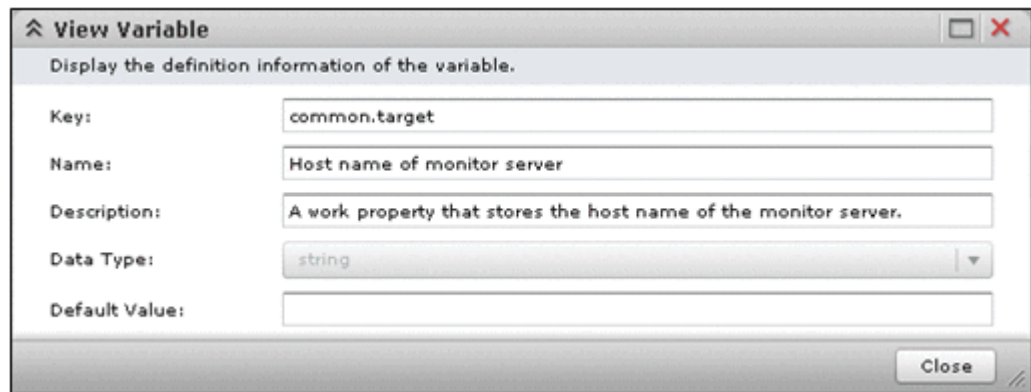 View Variable
Display the definition information of the variable.
Key: common.target
Name: Host name of monitor server
Description: A work property that stores the host name of the monitor server.
Data Type: string
Default Value:
Close